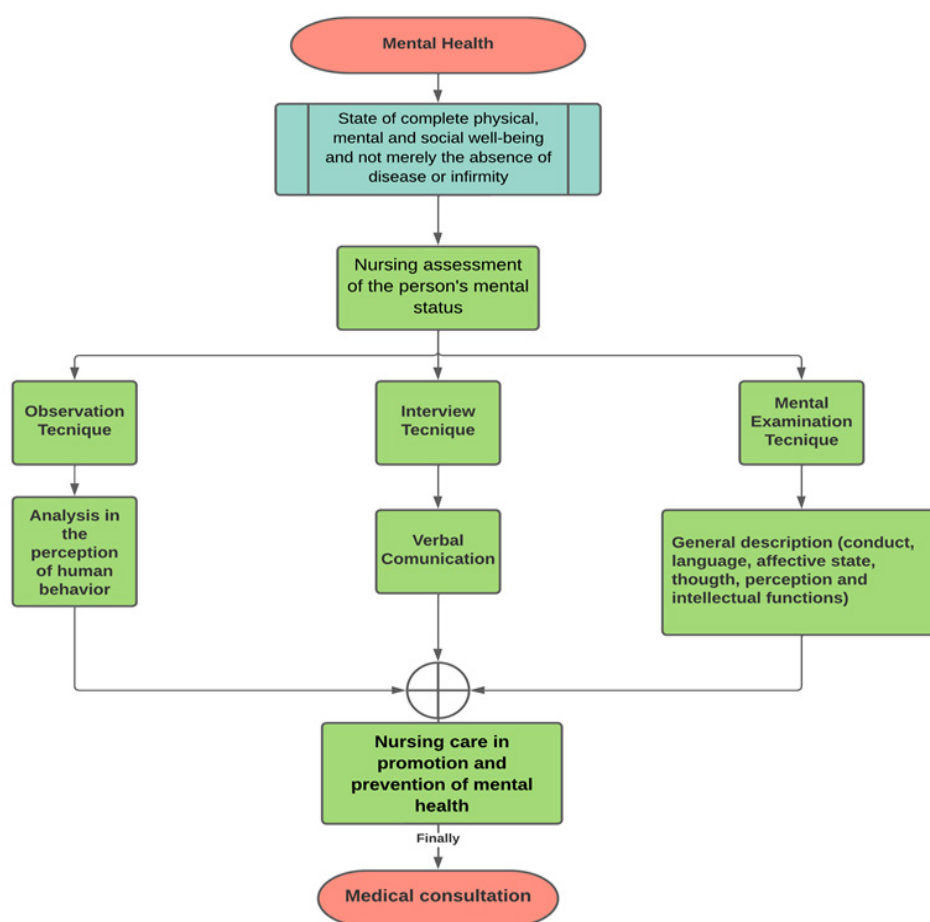 Mental Health
State of complete physical,
mental and social well-being
and not merely the absence of
disease or infirmity
Nursing assessment
of the person's mental
status
Observation
Tecnique
Interview
Tecnique
Mental
Examination
Tecnique
Analysis in
the
perception
of human
behavior
Verbal
Comunication
General description (conduct,
language, affective state,
thougth, perception and
intellectual functions)
Nursing care in
promotion and
prevention of mental
health
Finally
Medical consultation